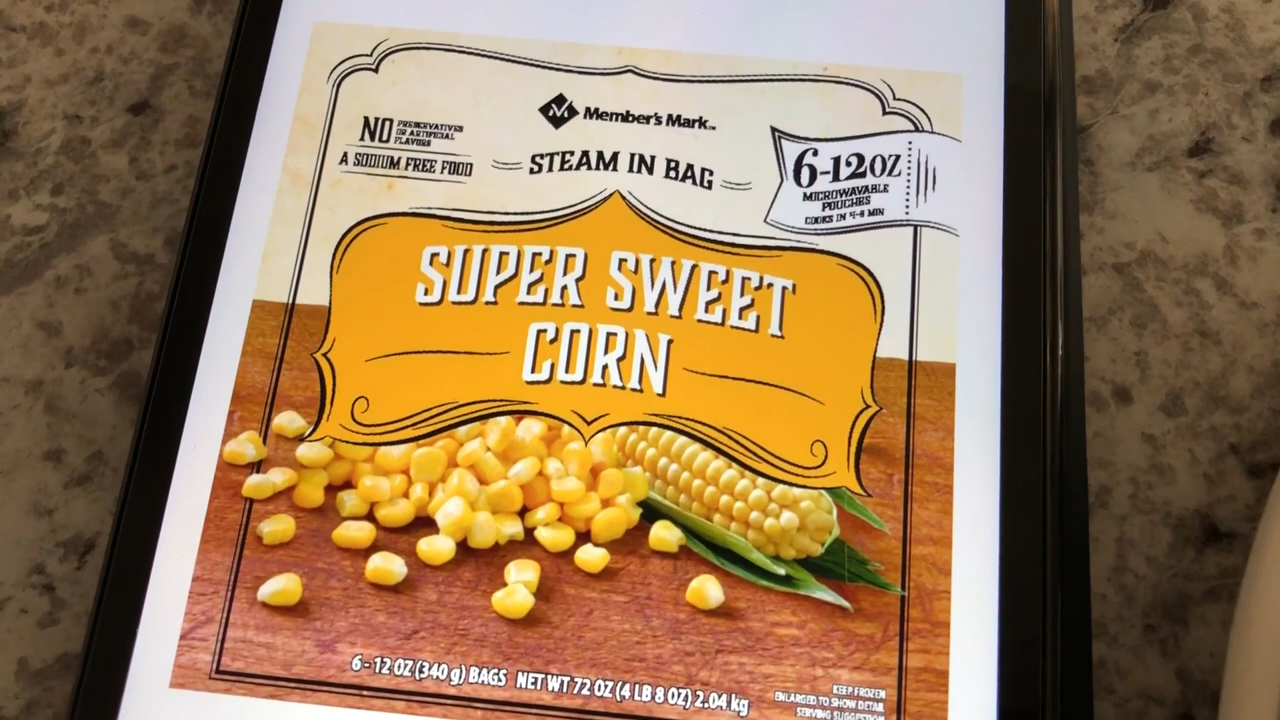 Member's Mark™
NO PRESERVATIVES
OR ARTIFICIAL
FLAVORS
A SODIUM FREE FOOD
STEAM IN BAG
6-12OZ
MICROWAVABLE
POUCHES
COOKS IN 4-6 MIN
SUPER SWEET
CORN
6 - 12 OZ (340 g) BAGS NET WT 72 OZ (4 LB 8 OZ) 2.04 kg
KEEP FROZEN
ENLARGED TO SHOW DETAIL
SERVING SUGGESTION